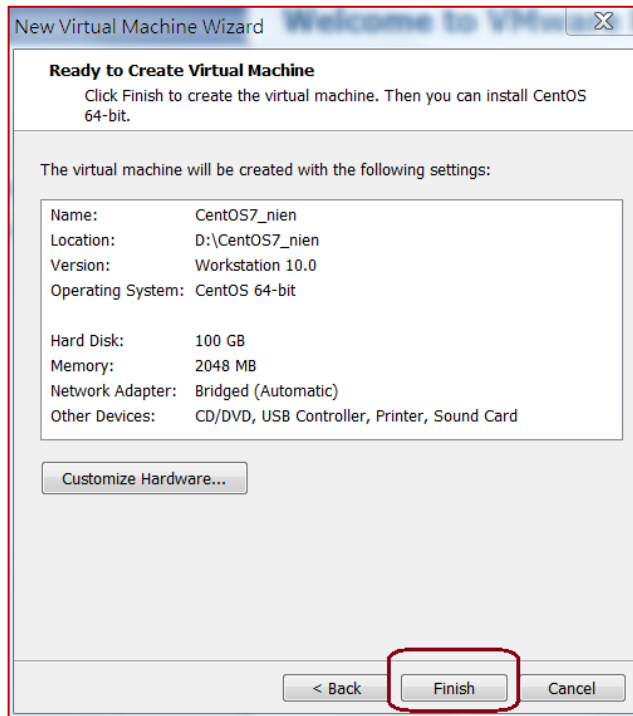 New Virtual Machine Wizard Welcome to VMware
Ready to Create Virtual Machine
Click Finish to create the virtual machine. Then you can install CentOS
64-bit.
The virtual machine will be created with the following settings:
Name: CentOS7_nien
Location: D:\CentOS7_nien
Version: Workstation 10.0
Operating System: CentOS 64-bit
Hard Disk: 100 GB
Memory: 2048 MB
Network Adapter: Bridged (Automatic)
Other Devices: CD/DVD, USB Controller, Printer, Sound Card
Customize Hardware...
< Back Finish Cancel